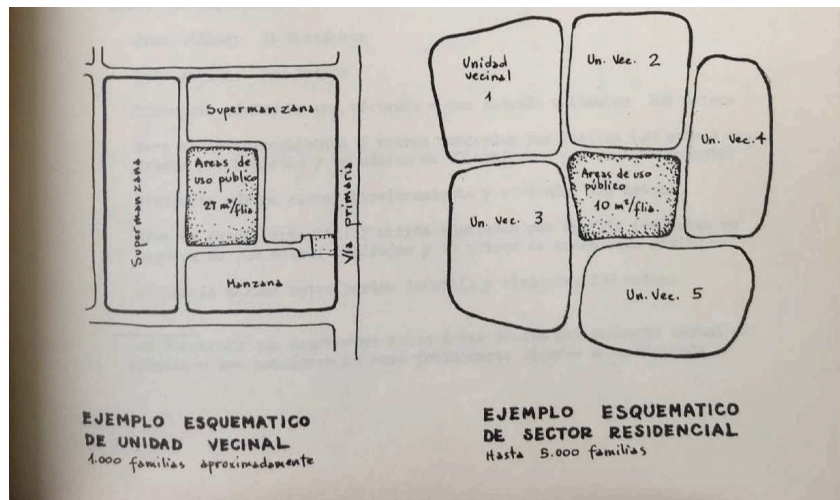 Supermanzana
Supermanzana
Areas de
uso público
27 m²/flia
Vía primaria
Manzana
EJEMPLO ESQUEMATICO
DE UNIDAD VECINAL
1.000 familias aproximadamente
Unidad
vecinal
1
Un. Vec. 2
Un. Vec. 4
Areas de uso
público
10 m²/flia.
Un. Vec. 3
Un. Vec. 5
EJEMPLO ESQUEMATICO
DE SECTOR RESIDENCIAL
Hasta 5.000 familias